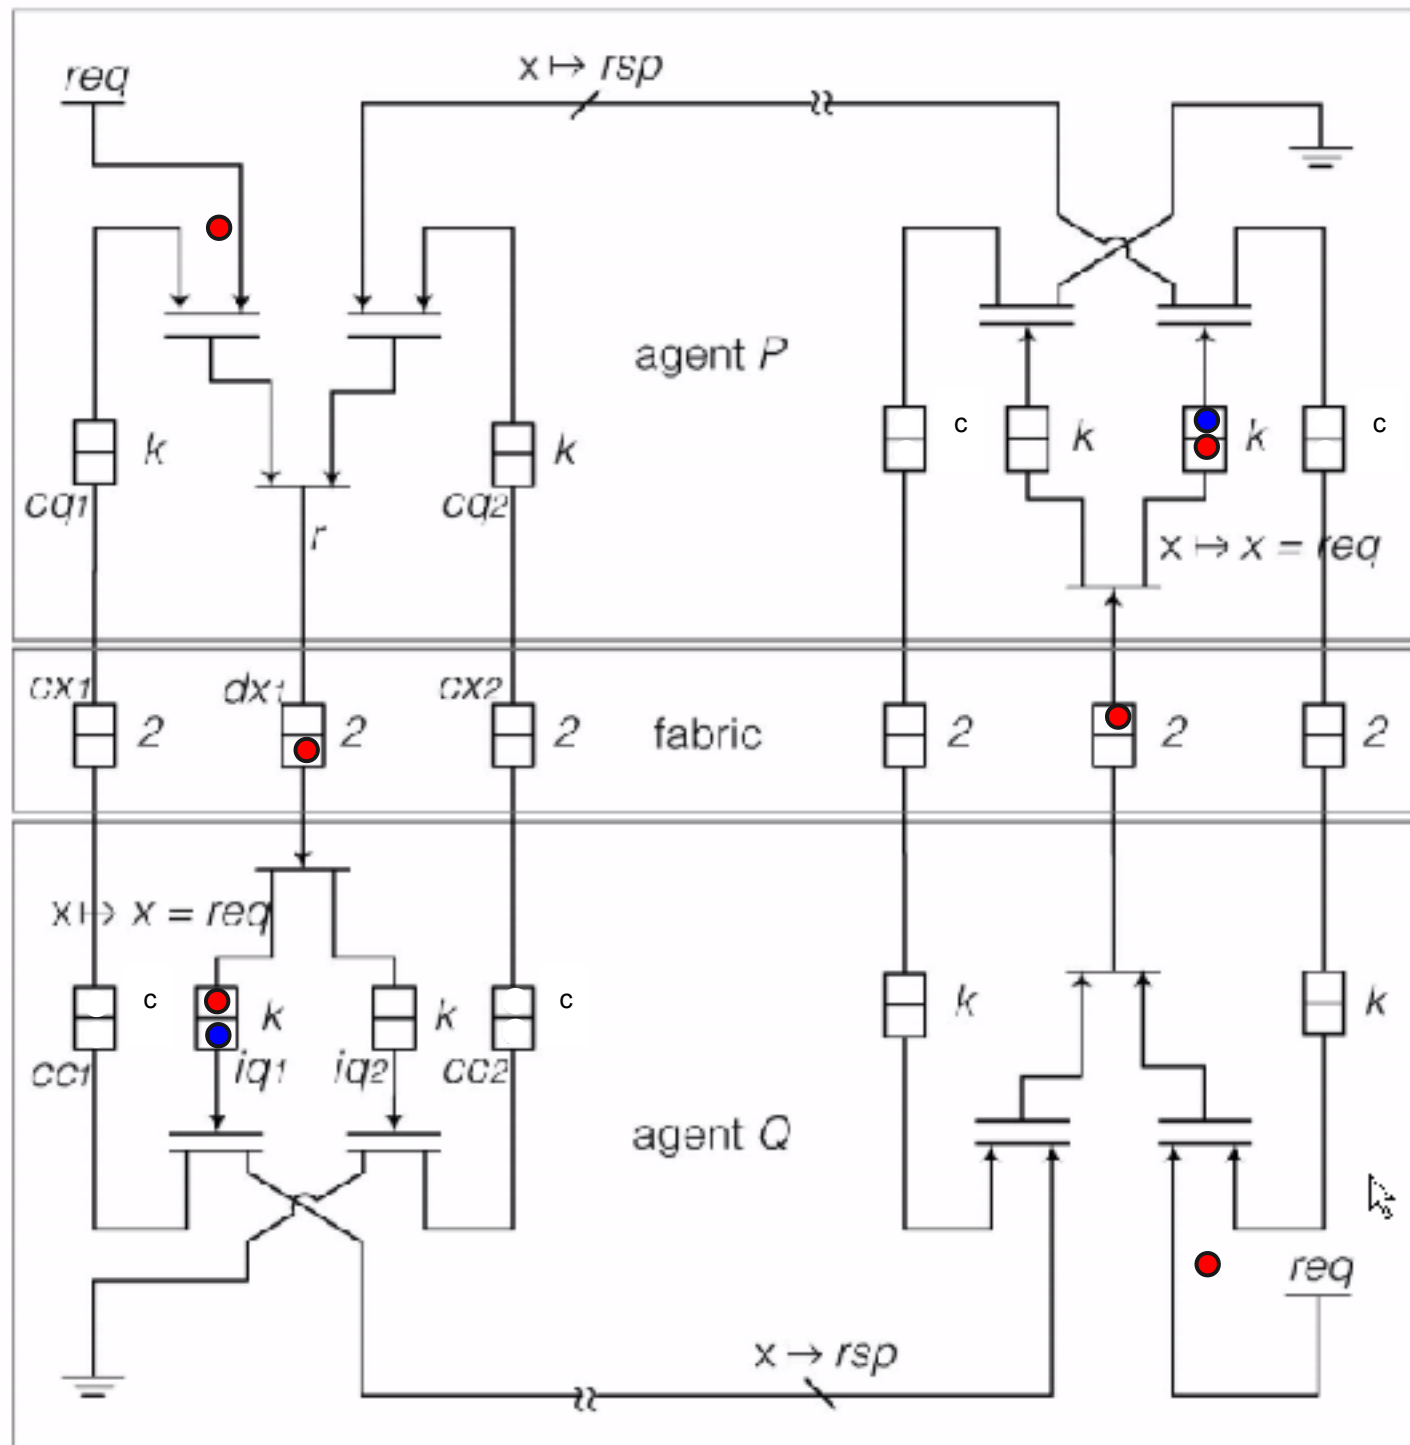 x ↦ rsp
req
agent P
c
k
c
k
k
k
cq1
cq2
r
x ↦ x = req
cx1
dx1
cx2
2
2
2
fabric
2
2
2
x ↦ x = req
c
k
k
c
k
k
cc1
iq1
iq2
cc2
agent Q
req
x → rsp